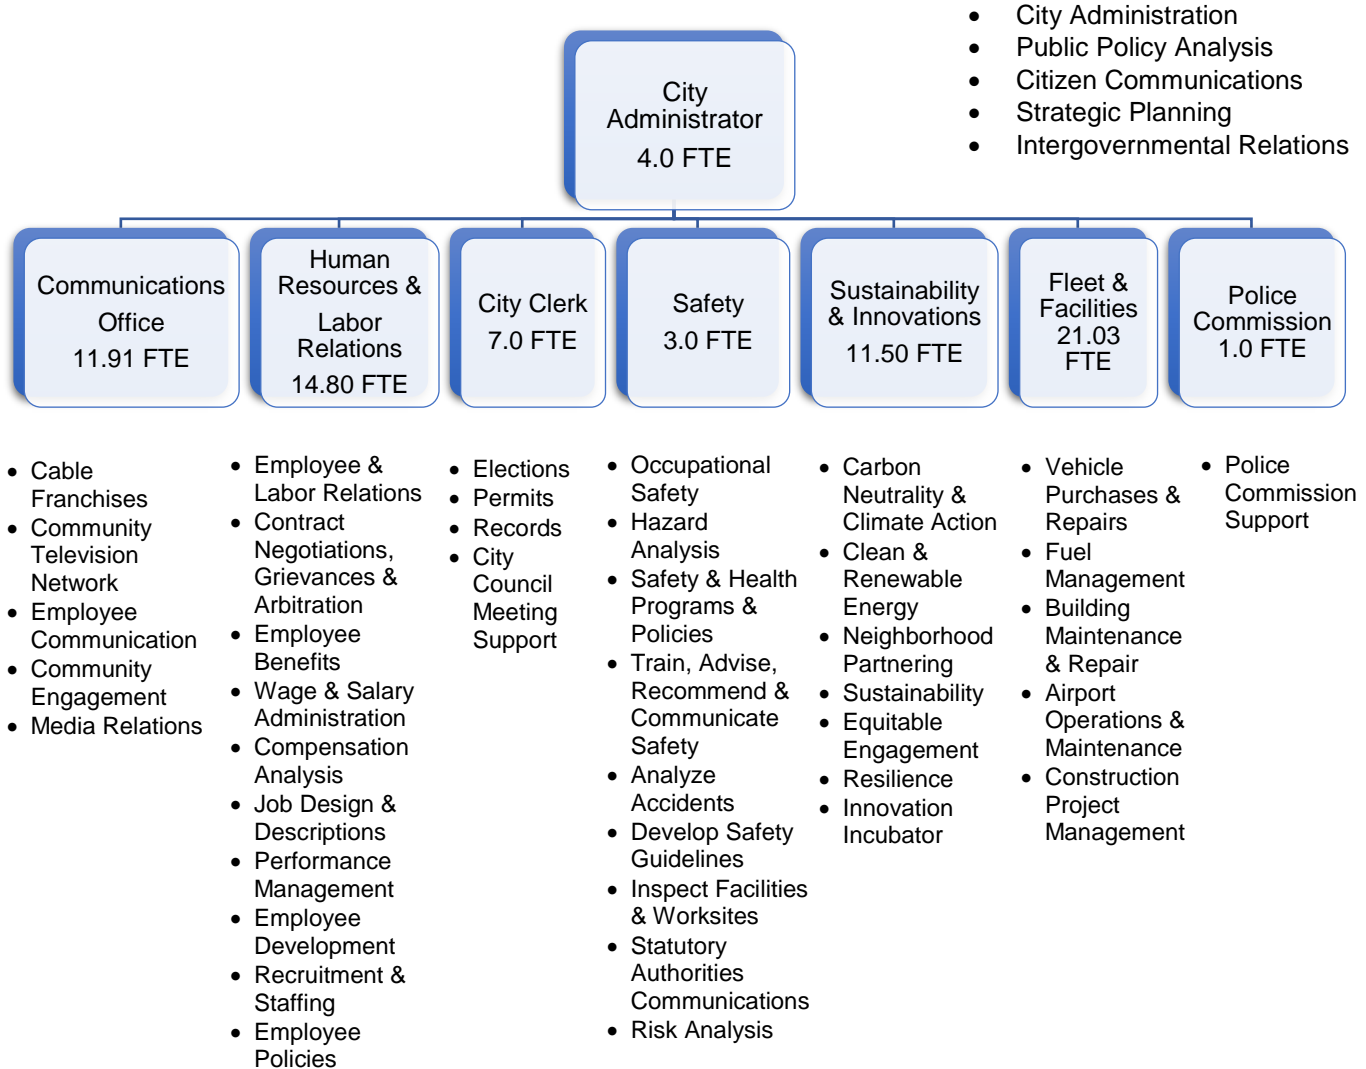 • City Administration
• Public Policy Analysis
• Citizen Communications
• Strategic Planning
• Intergovernmental Relations
City
Administrator
4.0 FTE
Communications
Office
11.91 FTE
Human
Resources &
Labor
Relations
14.80 FTE
City Clerk
7.0 FTE
Safety
3.0 FTE
Sustainability
& Innovations
11.50 FTE
Fleet &
Facilities
21.03
FTE
Police
Commission
1.0 FTE
• Cable
Franchises
• Community
Television
Network
• Employee
Communication
• Community
Engagement
• Media Relations
• Employee &
Labor Relations
• Contract
Negotiations,
Grievances &
Arbitration
• Employee
Benefits
• Wage & Salary
Administration
• Compensation
Analysis
• Job Design &
Descriptions
• Performance
Management
• Employee
Development
• Recruitment &
Staffing
• Employee
Policies
• Elections
• Permits
• Records
• City
Council
Meeting
Support
• Occupational
Safety
• Hazard
Analysis
• Safety & Health
Programs &
Policies
• Train, Advise,
Recommend &
Communicate
Safety
• Analyze
Accidents
• Develop Safety
Guidelines
• Inspect Facilities
& Worksites
• Statutory
Authorities
Communications
• Risk Analysis
• Carbon
Neutrality &
Climate Action
• Clean &
Renewable
Energy
• Neighborhood
Partnering
• Sustainability
• Equitable
Engagement
• Resilience
• Innovation
Incubator
• Vehicle
Purchases &
Repairs
• Fuel
Management
• Building
Maintenance
& Repair
• Airport
Operations &
Maintenance
• Construction
Project
Management
• Police
Commission
Support